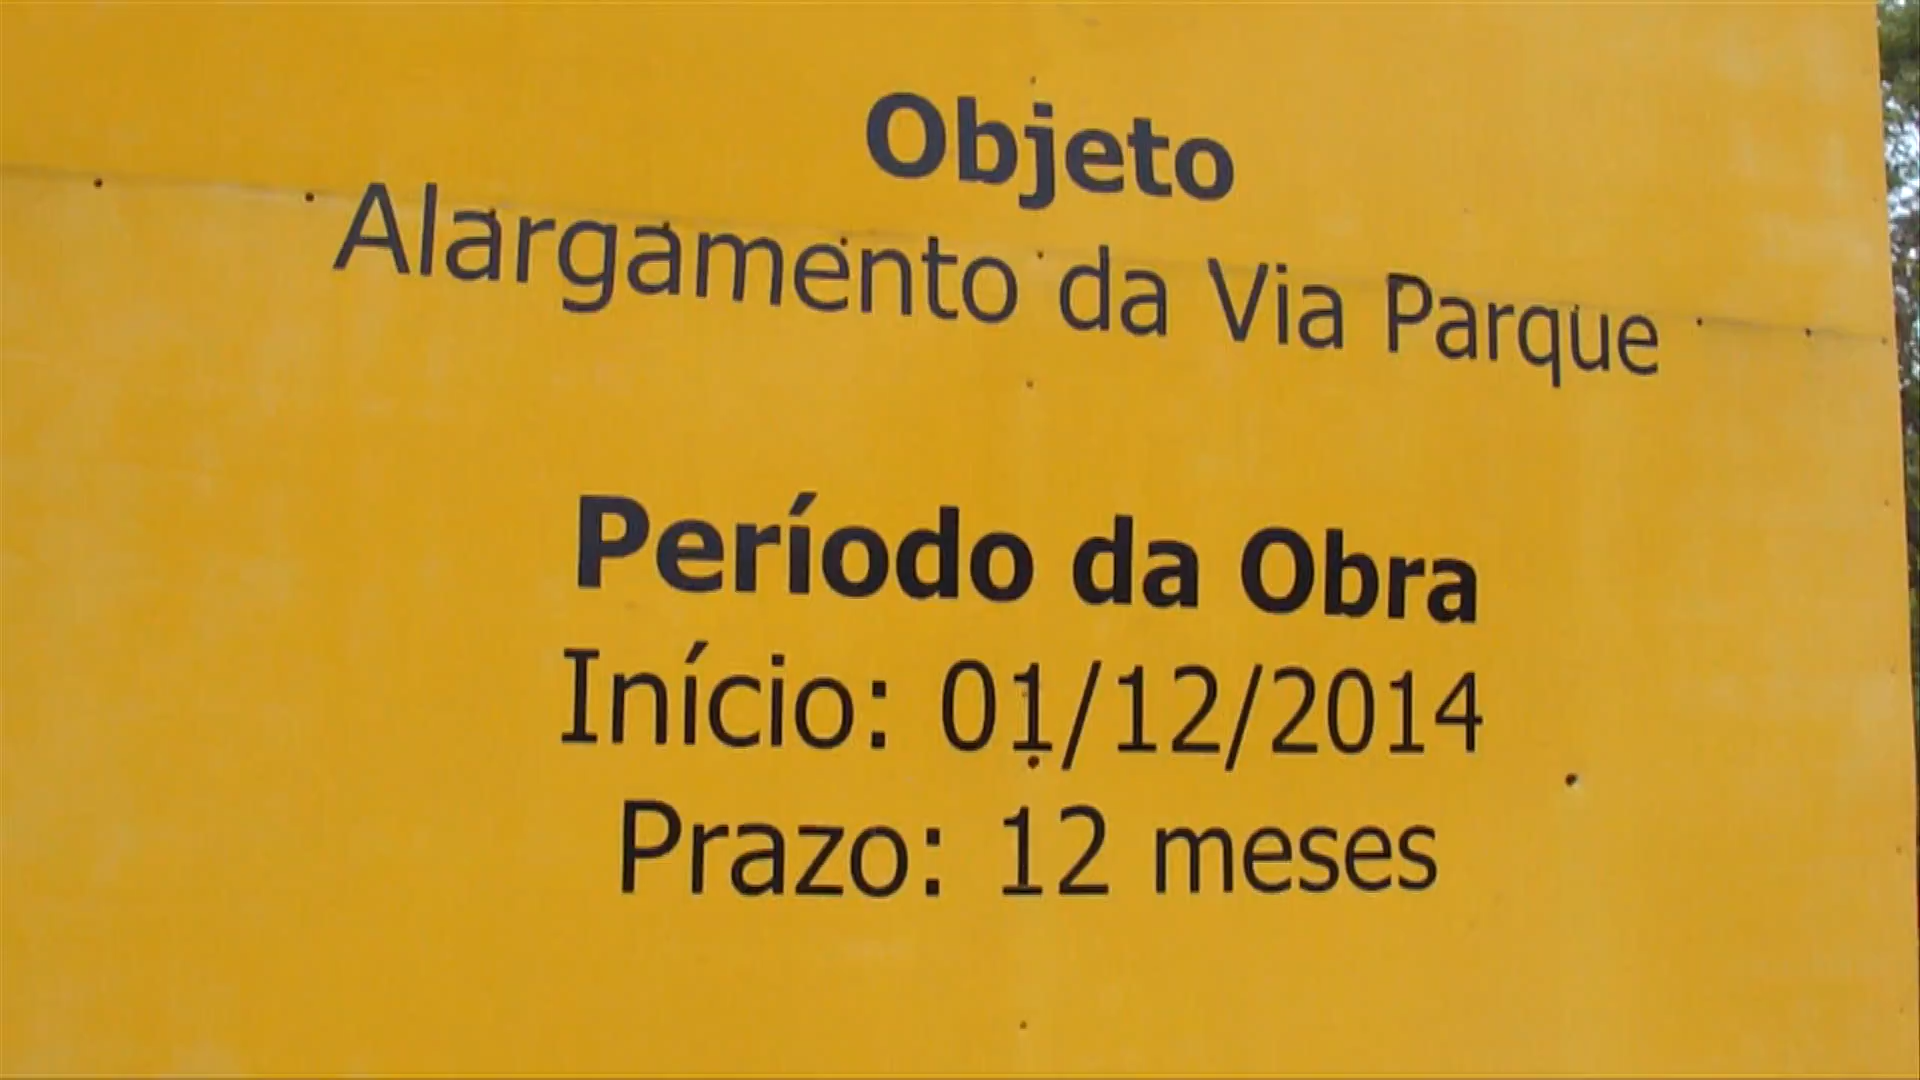 Objeto
Alargamento da Via Parque
Período da Obra
Início: 01/12/2014
Prazo: 12 meses